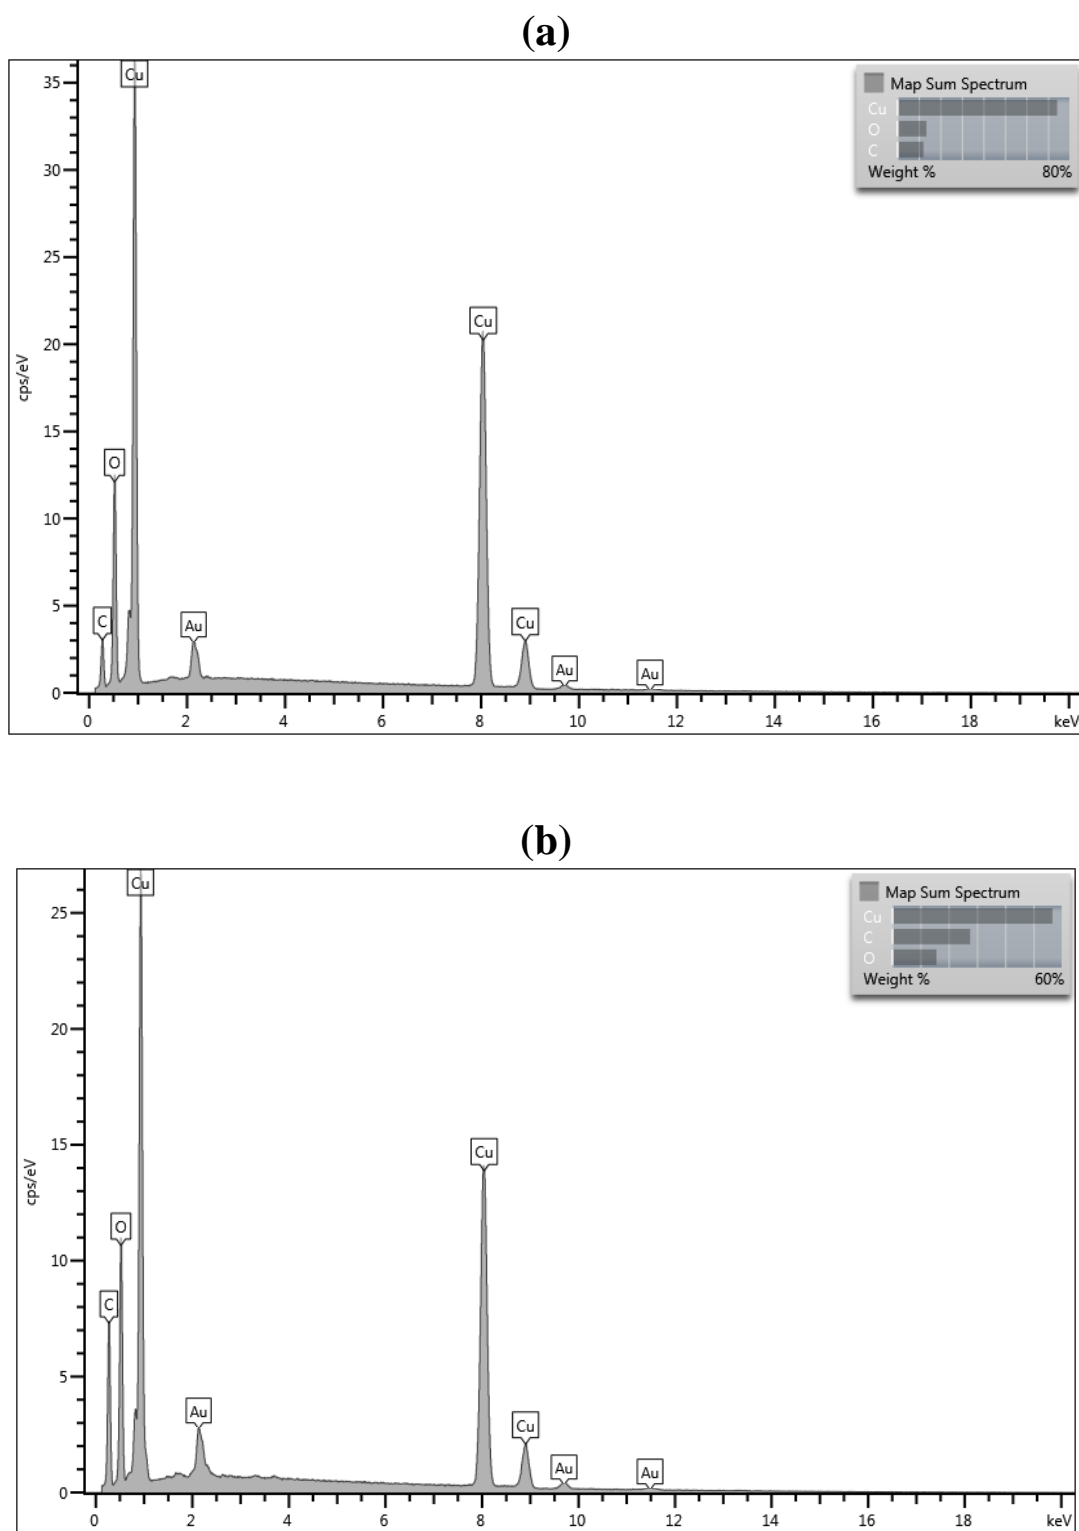 (a)
Cu
35
30
25
20
15
10
5
0
cps/eV
Cu
O
C
Au
Cu
Au
Au
0 2 4 6 8 10 12 14 16 18 keV
Map Sum Spectrum
Cu
O
C
Weight % 80%
(b)
Cu
25
20
15
10
5
0
cps/eV
Cu
O
C
Au
Cu
Au
Au
0 2 4 6 8 10 12 14 16 18 keV
Map Sum Spectrum
Cu
C
O
Weight % 60%